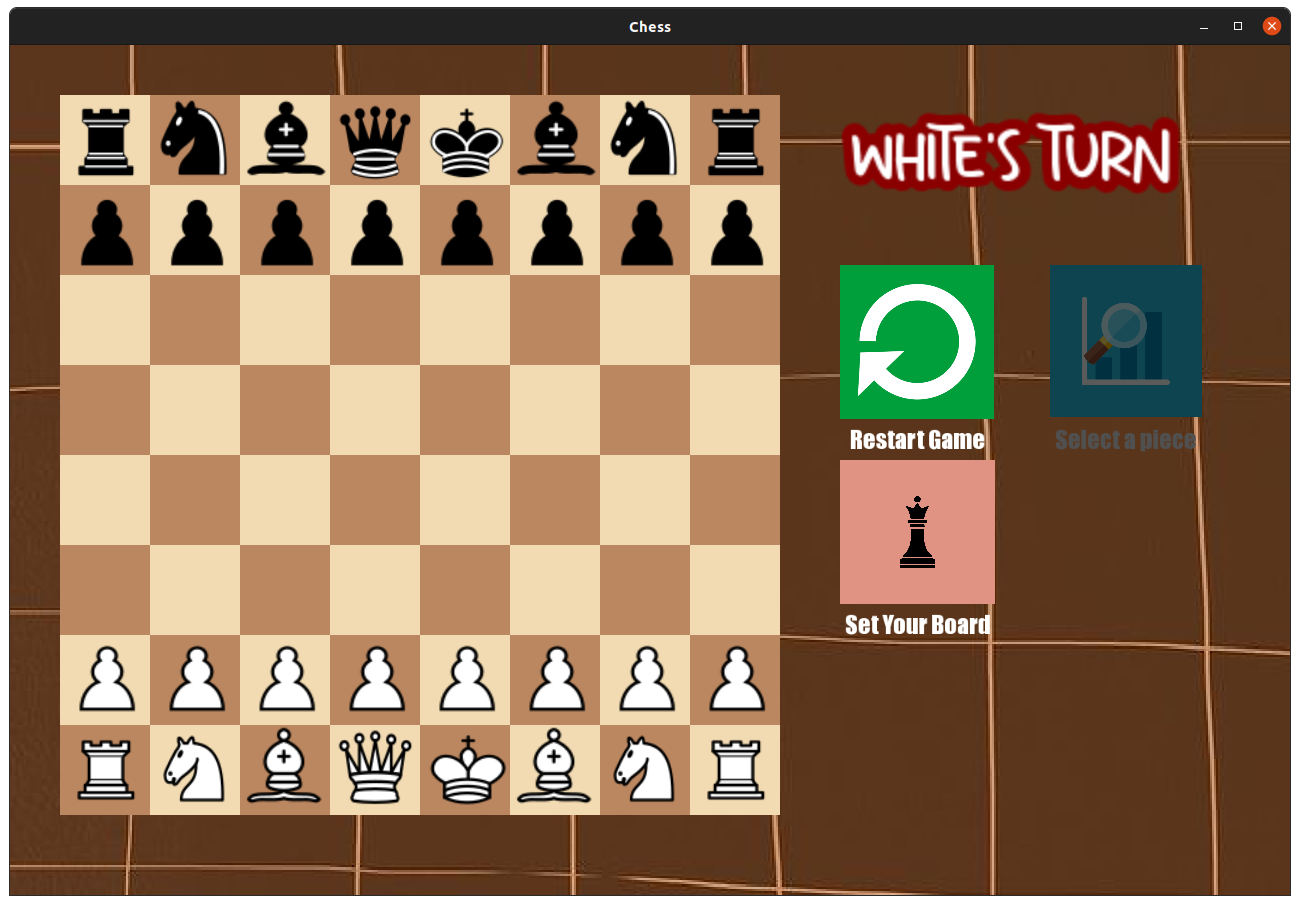 Chess
WHITE'S TURN
Restart Game
Select a piece
Set Your Board